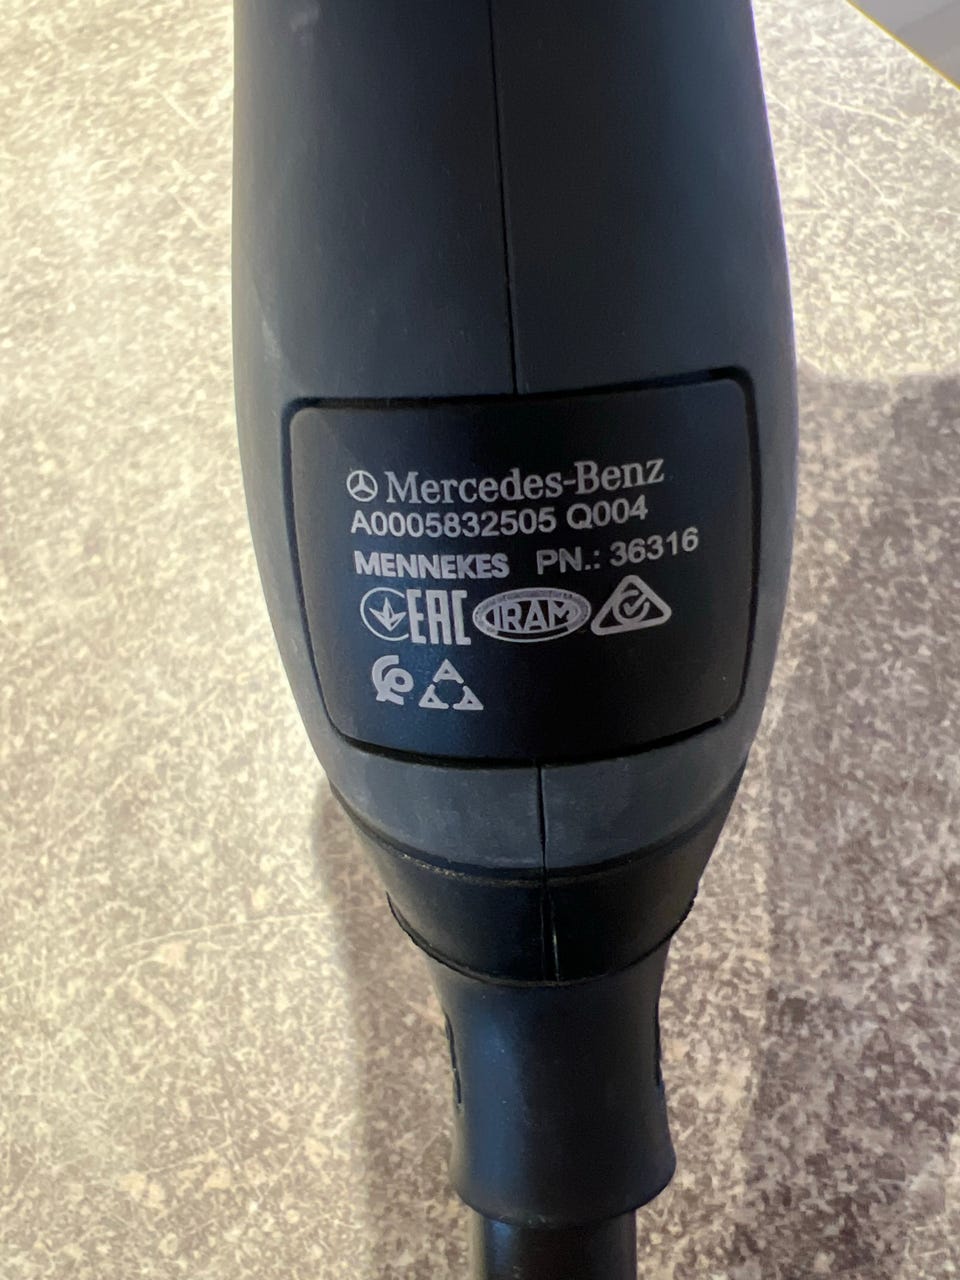 Mercedes-Benz
A0005832505 Q004
MENNEKES PN.: 36316
EAC IRAM
A
A A